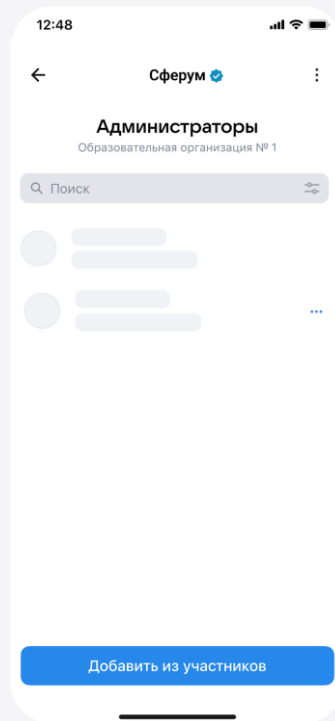 12:48
Сферум
Администраторы
Образовательная организация № 1
Поиск
Добавить из участников